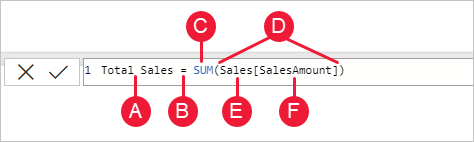 C D
1 Total Sales = SUM(Sales[SalesAmount])
A B E F